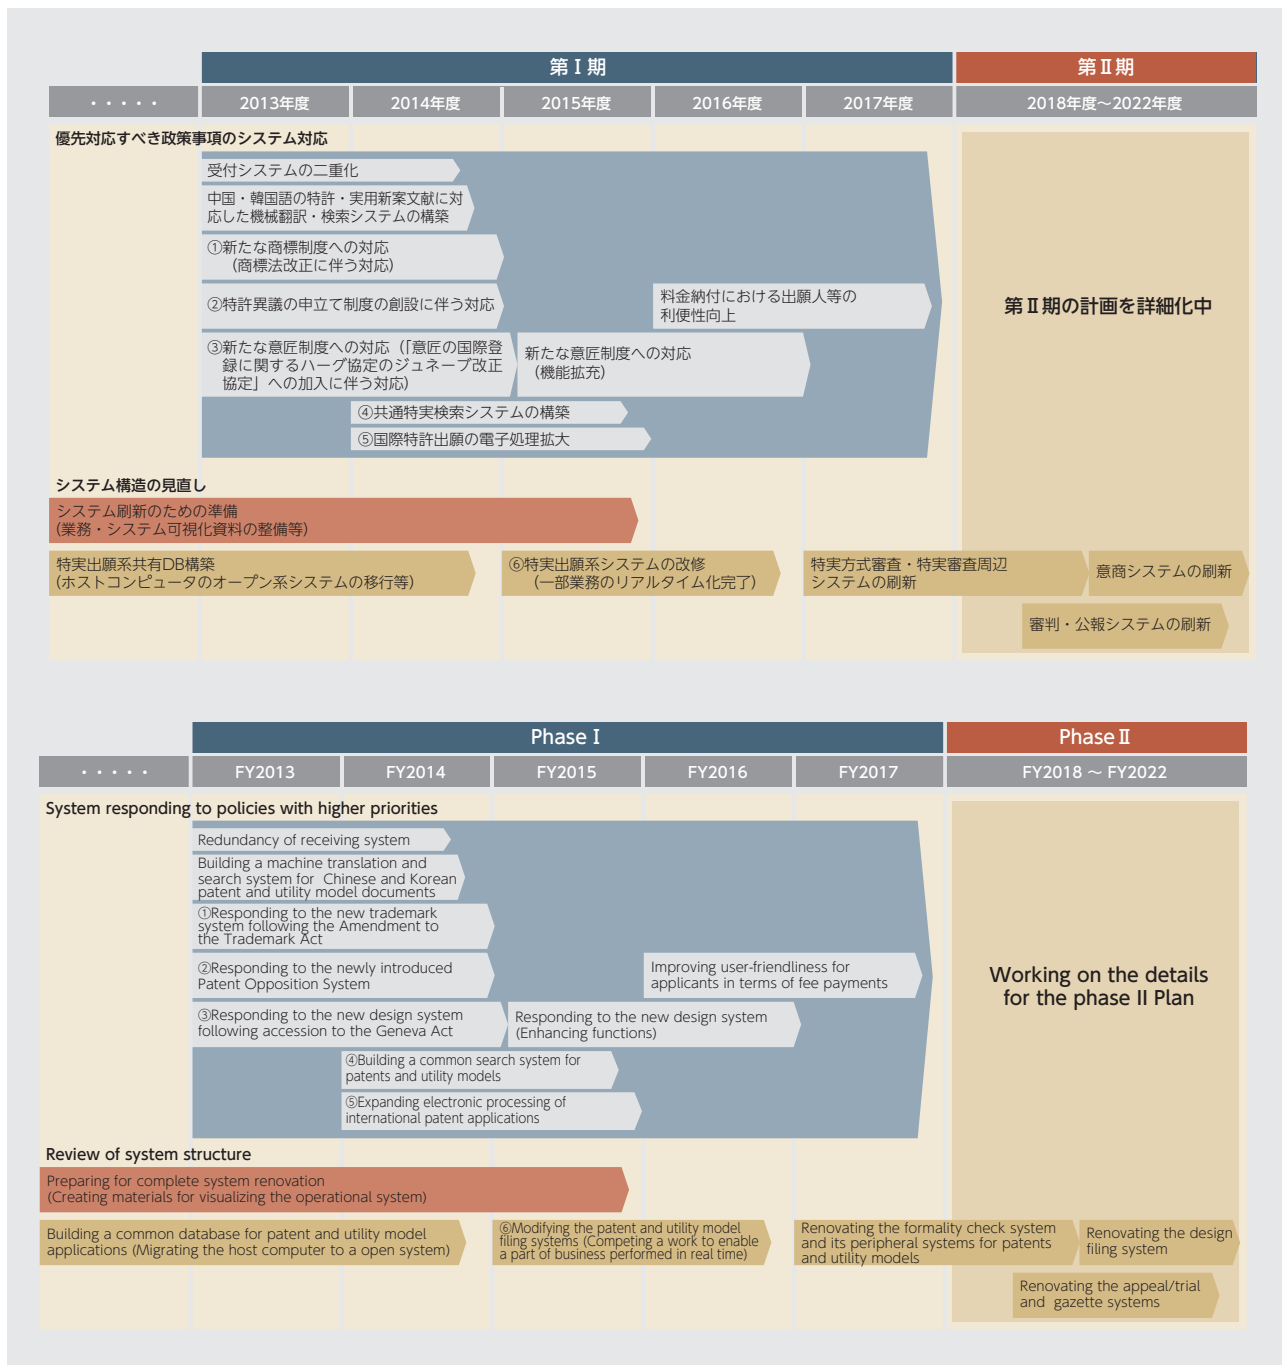 第Ⅰ期
第Ⅱ期
・・・・・
2013年度
2014年度
2015年度
2016年度
2017年度
2018年度～2022年度
優先対応すべき政策事項のシステム対応
受付システムの二重化
中国・韓国語の特許・実用新案文献に対
応した機械翻訳・検索システムの構築
①新たな商標制度への対応
（商標法改正に伴う対応）
②特許異議の申立て制度の創設に伴う対応
料金納付における出願人等の
利便性向上
③新たな意匠制度への対応（「意匠の国際登
録に関するハーグ協定のジュネーブ改正
協定」への加入に伴う対応）
新たな意匠制度への対応
（機能拡充）
④共通特実検索システムの構築
⑤国際特許出願の電子処理拡大
第Ⅱ期の計画を詳細化中
システム構造の見直し
システム刷新のための準備
（業務・システム可視化資料の整備等）
特実出願系共有DB構築
（ホストコンピュータのオープン系システムの移行等）
⑥特実出願系システムの改修
（一部業務のリアルタイム化完了）
特実方式審査・特実審査周辺
システムの刷新
意商システムの刷新
審判・公報システムの刷新
Phase Ⅰ
Phase Ⅱ
・・・・・
FY2013
FY2014
FY2015
FY2016
FY2017
FY2018 ～ FY2022
System responding to policies with higher priorities
Redundancy of receiving system
Building a machine translation and
search system for Chinese and Korean
patent and utility model documents
①Responding to the new trademark
system following the Amendment to
the Trademark Act
②Responding to the newly introduced
Patent Opposition System
Improving user-friendliness for
applicants in terms of fee payments
③Responding to the new design system
following accession to the Geneva Act
Responding to the new design system
(Enhancing functions)
④Building a common search system for
patents and utility models
⑤Expanding electronic processing of
international patent applications
Working on the details
for the phase II Plan
Review of system structure
Preparing for complete system renovation
(Creating materials for visualizing the operational system)
Building a common database for patent and utility model
applications (Migrating the host computer to a open system)
⑥Modifying the patent and utility model
filing systems (Competing a work to enable
a part of business performed in real time)
Renovating the formality check system
and its peripheral systems for patents
and utility models
Renovating the design
filing system
Renovating the appeal/trial
and gazette systems